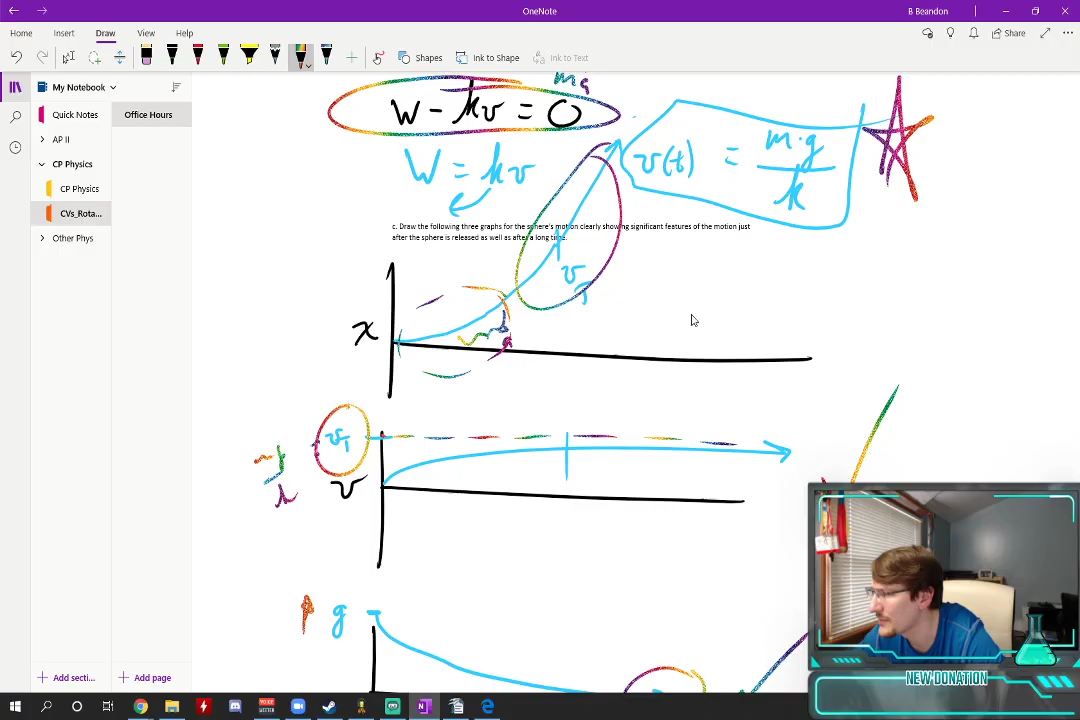 OneNote
B Beandon
Home Insert Draw View Help
Share
Shapes Ink to Shape Ink to Text
My Notebook
Quick Notes
AP II
CP Physics
CP Physics
CVs_Rota...
Other Phys
Office Hours
mg
W - kv = 0
W = kv
v(t) = m·g / k
c. Draw the following three graphs for the sphere's motion clearly showing significant features of the motion just
after the sphere is released as well as after a long time.
v_T
x
v_T
v
g
NEW DONATION
Add secti...
Add page